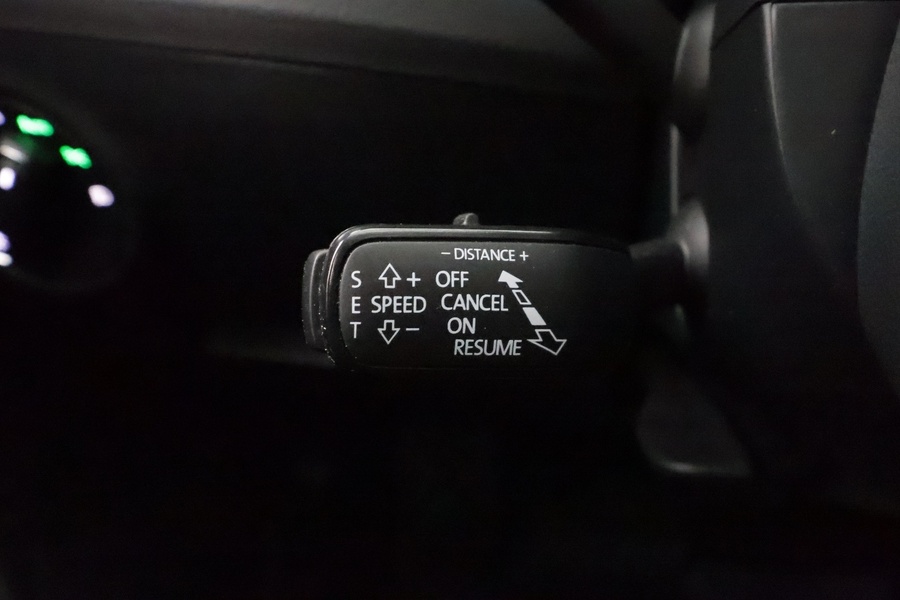 − DISTANCE +
S + OFF
E SPEED CANCEL
T − ON
RESUME